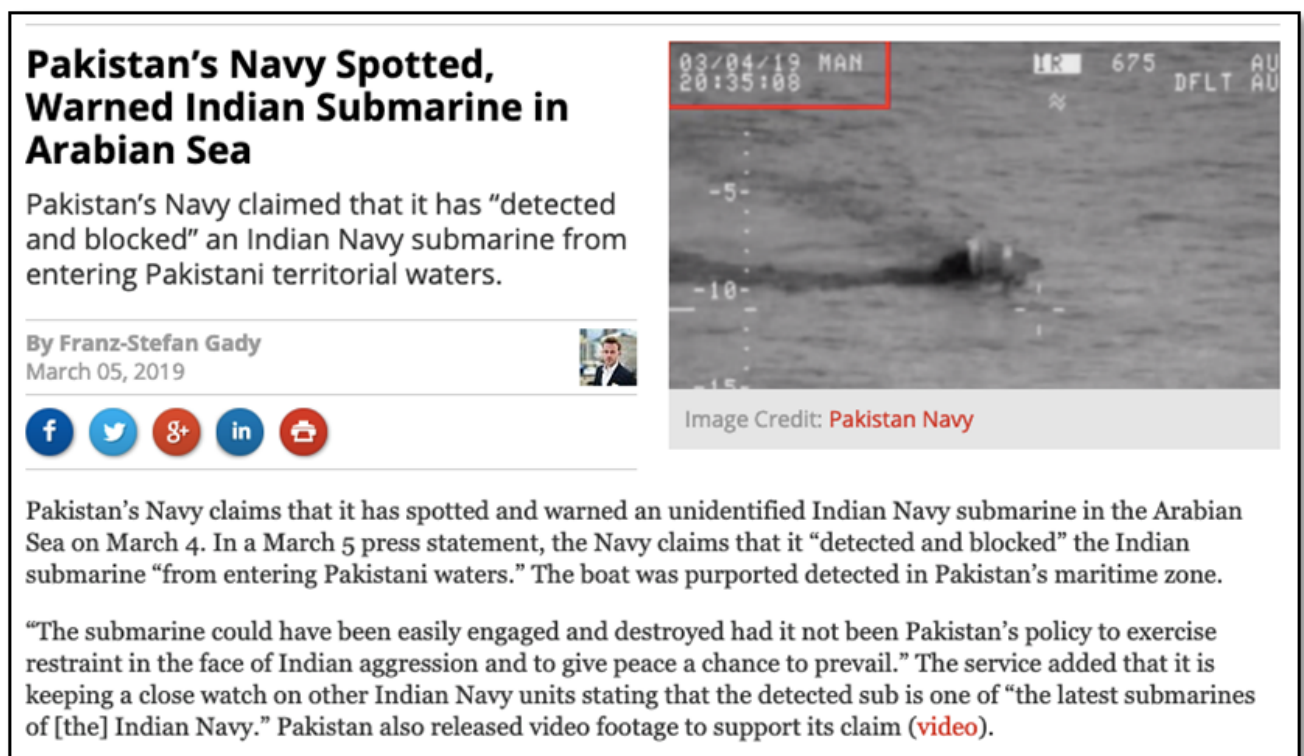 Pakistan’s Navy Spotted,
Warned Indian Submarine in
Arabian Sea
Pakistan’s Navy claimed that it has “detected
and blocked” an Indian Navy submarine from
entering Pakistani territorial waters.
By Franz-Stefan Gady
March 05, 2019
f
g+
in
03/04/19 MAN
20:35:08
IR 675 AU
DFLT AU
-5-
-10-
-15-
Image Credit: Pakistan Navy
Pakistan’s Navy claims that it has spotted and warned an unidentified Indian Navy submarine in the Arabian
Sea on March 4. In a March 5 press statement, the Navy claims that it “detected and blocked” the Indian
submarine “from entering Pakistani waters.” The boat was purported detected in Pakistan’s maritime zone.
“The submarine could have been easily engaged and destroyed had it not been Pakistan’s policy to exercise
restraint in the face of Indian aggression and to give peace a chance to prevail.” The service added that it is
keeping a close watch on other Indian Navy units stating that the detected sub is one of “the latest submarines
of [the] Indian Navy.” Pakistan also released video footage to support its claim (video).